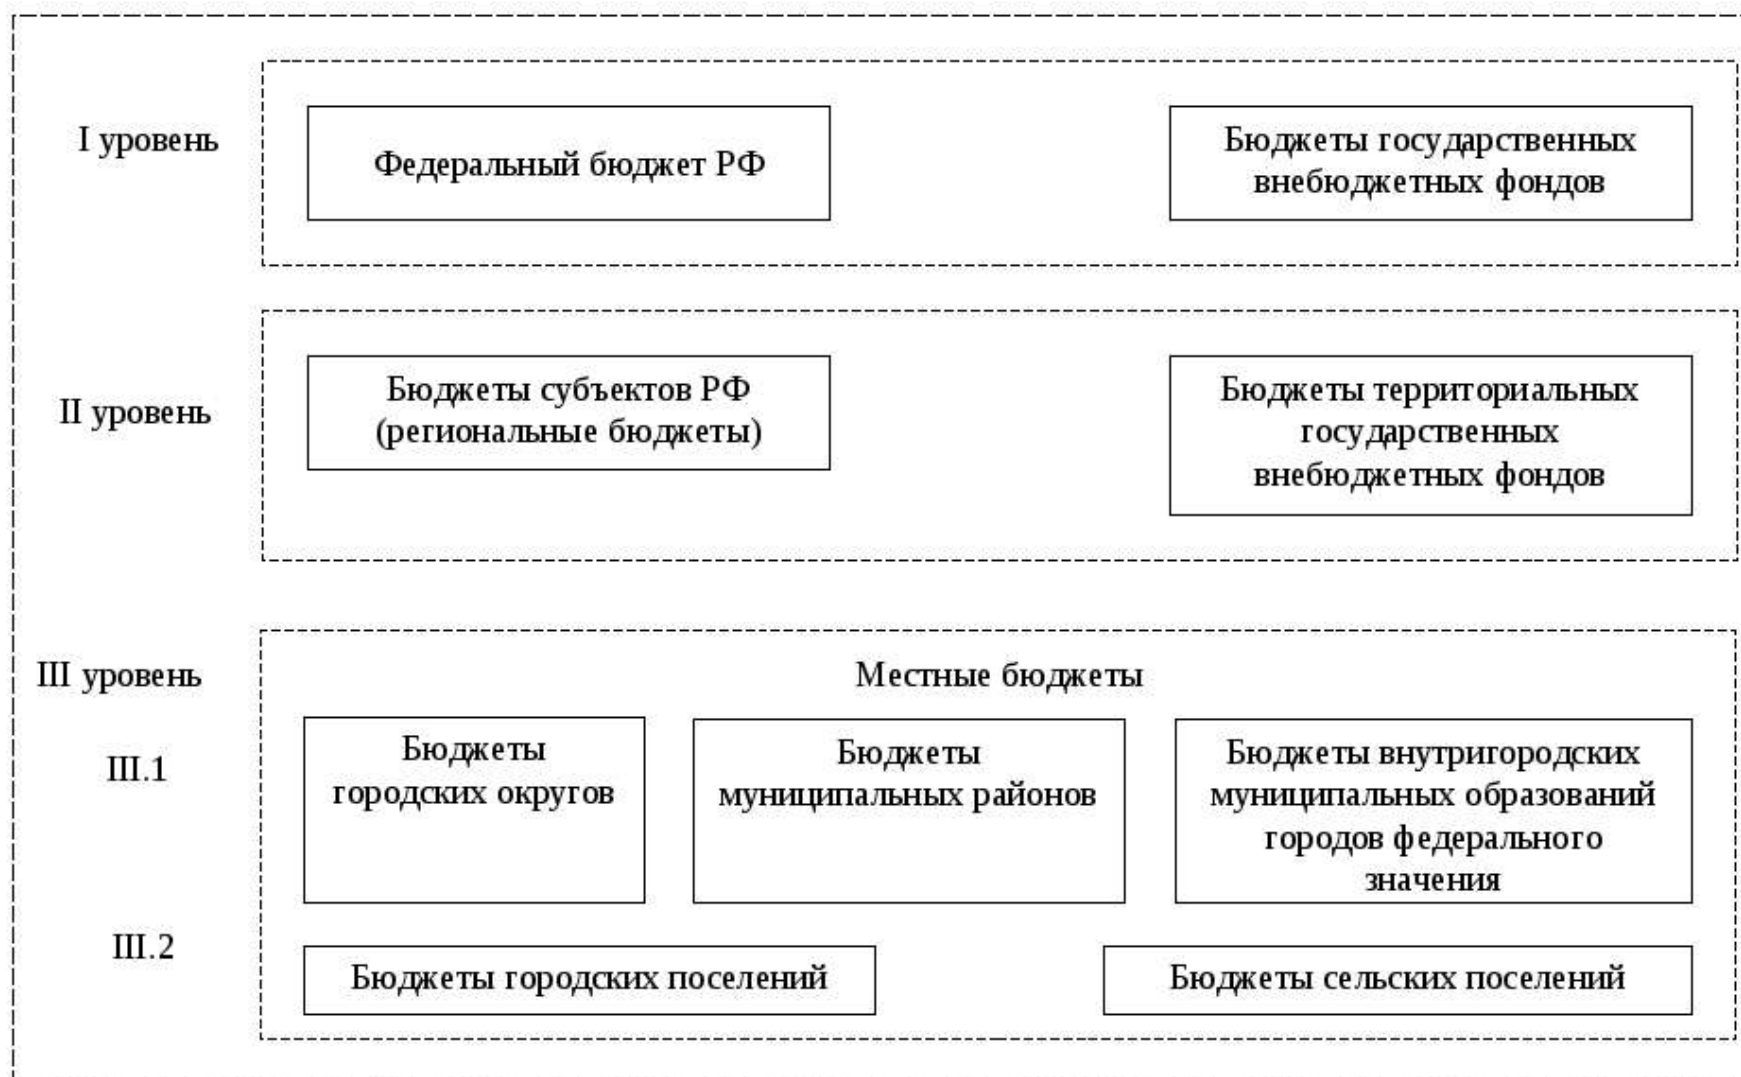 I уровень
Федеральный бюджет РФ
Бюджеты государственных
внебюджетных фондов
II уровень
Бюджеты субъектов РФ
(региональные бюджеты)
Бюджеты территориальных
государственных
внебюджетных фондов
III уровень
Местные бюджеты
III.1
Бюджеты
городских округов
Бюджеты
муниципальных районов
Бюджеты внутригородских
муниципальных образований
городов федерального
значения
III.2
Бюджеты городских поселений
Бюджеты сельских поселений